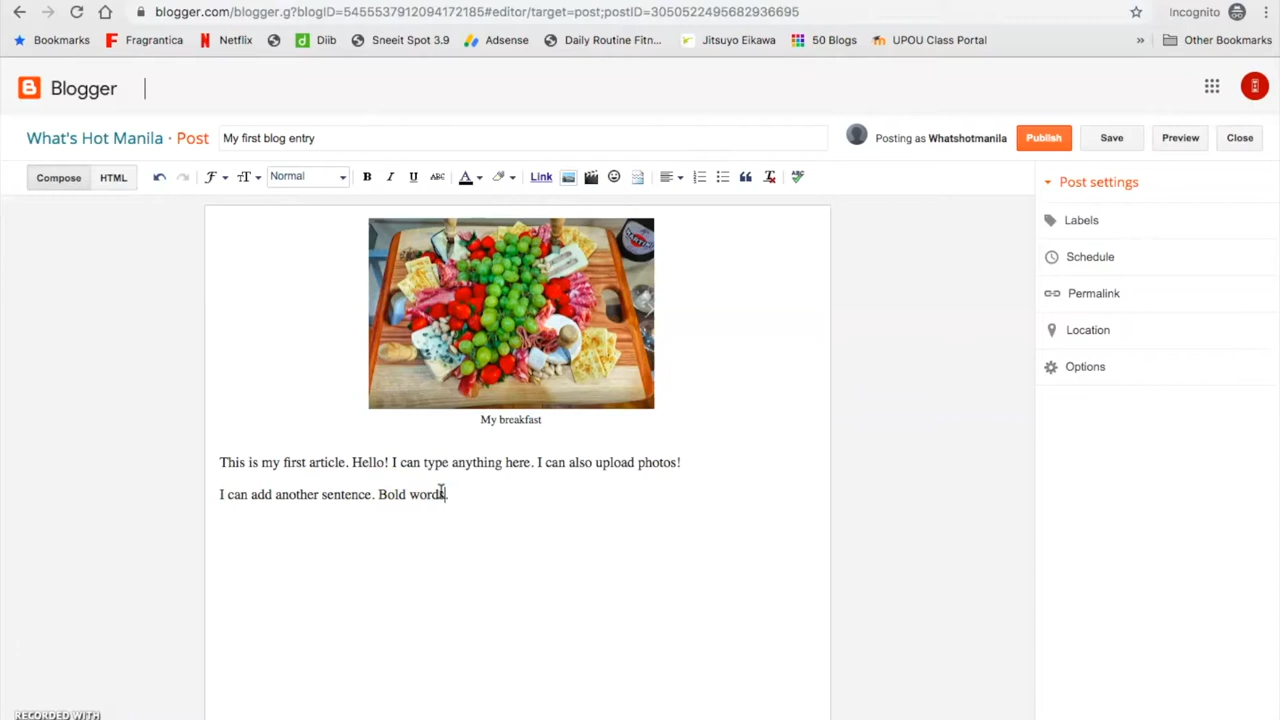 blogger.com/blogger.g?blogID=5455537912094172185#editor/target=post;postID=3050522495682936695
Incognito
Bookmarks
Fragrantica
Netflix
Diib
Sneeit Spot 3.9
Adsense
Daily Routine Fitn...
Jitsuyo Eikawa
50 Blogs
UPOU Class Portal
»
Other Bookmarks
Blogger
What's Hot Manila · Post
My first blog entry
Posting as Whatshotmanila
Publish
Save
Preview
Close
Compose
HTML
Normal
B
I
U
ABC
A
Link
Post settings
Labels
Schedule
Permalink
Location
Options
My breakfast
This is my first article. Hello! I can type anything here. I can also upload photos!
I can add another sentence. Bold words.
RECORDED WITH